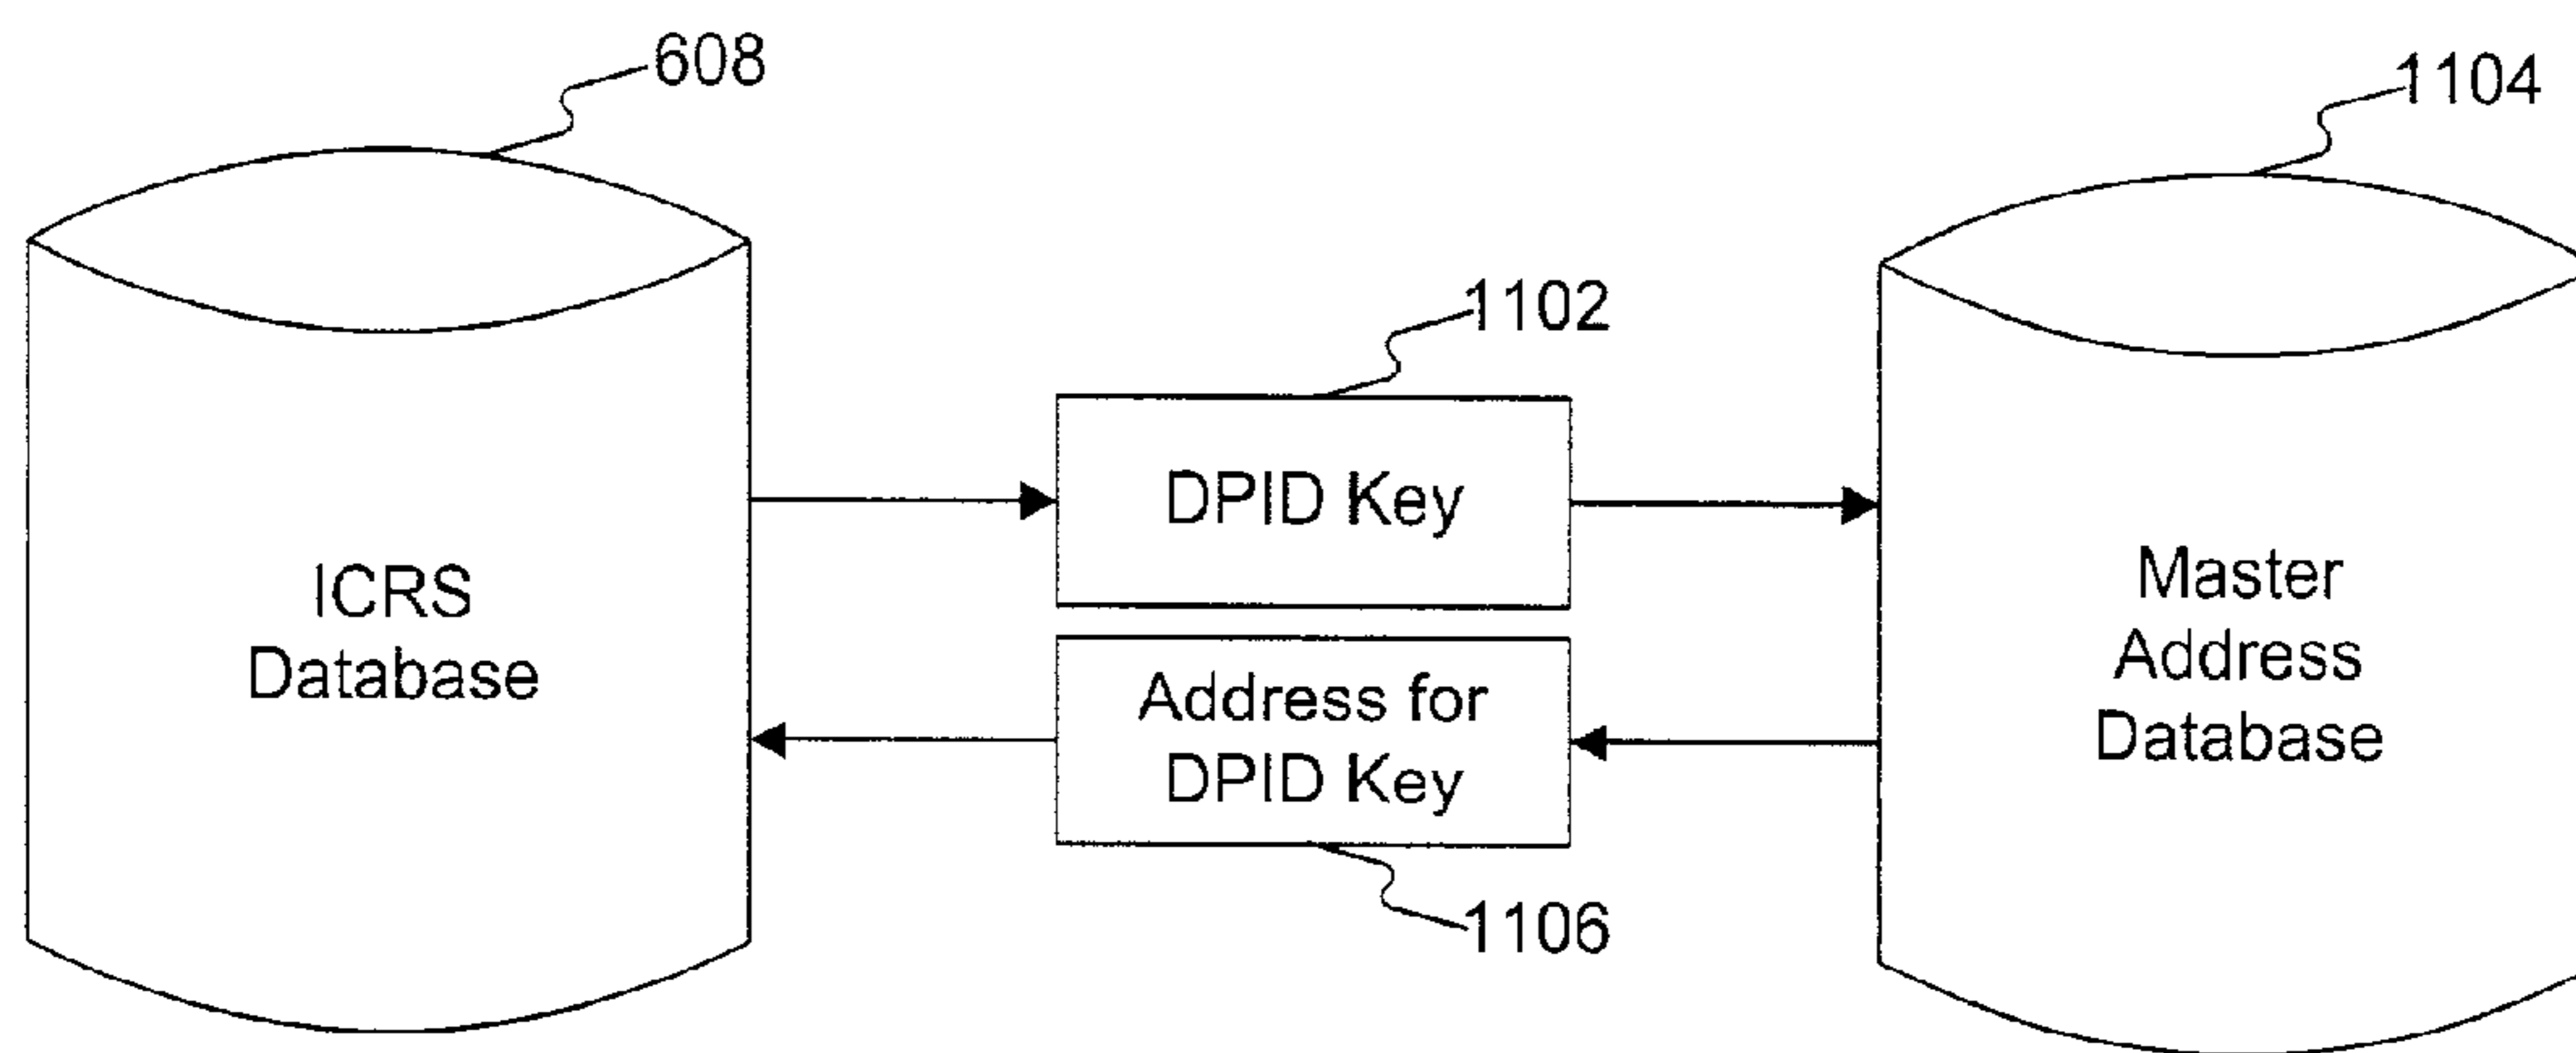 608
1104
1102
DPID Key
ICRS
Database
Master
Address
Database
Address for
DPID Key
1106